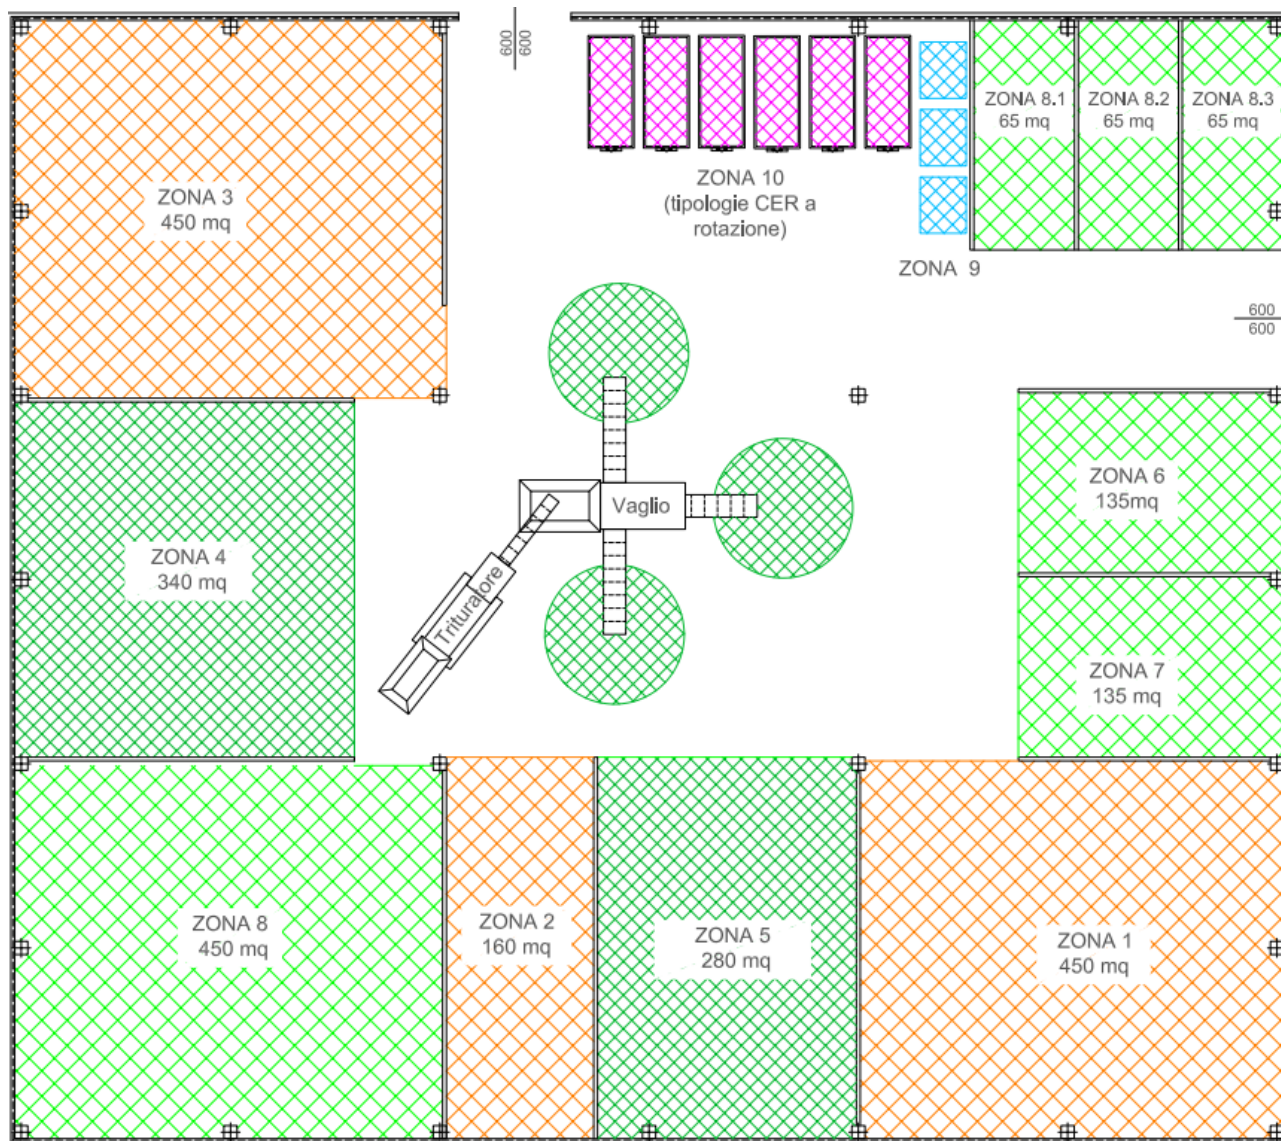 600
600
ZONA 8.1
65 mq
ZONA 8.2
65 mq
ZONA 8.3
65 mq
ZONA 3
450 mq
ZONA 10
(tipologie CER a
rotazione)
ZONA 9
600
600
ZONA 6
135mq
Vaglio
ZONA 4
340 mq
Trituratore
ZONA 7
135 mq
ZONA 8
450 mq
ZONA 2
160 mq
ZONA 5
280 mq
ZONA 1
450 mq